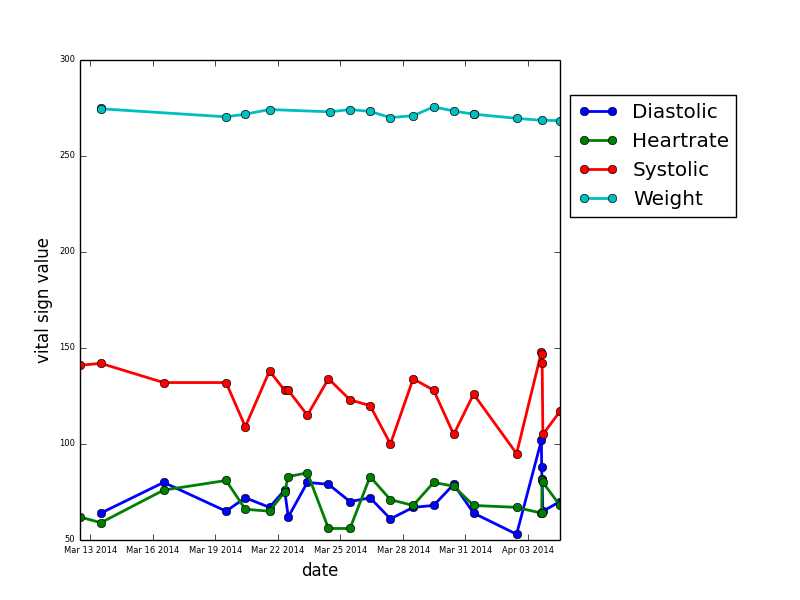 300
250
200
150
100
50
vital sign value
Mar 13 2014 Mar 16 2014 Mar 19 2014 Mar 22 2014 Mar 25 2014 Mar 28 2014 Mar 31 2014 Apr 03 2014
date
Diastolic
Heartrate
Systolic
Weight